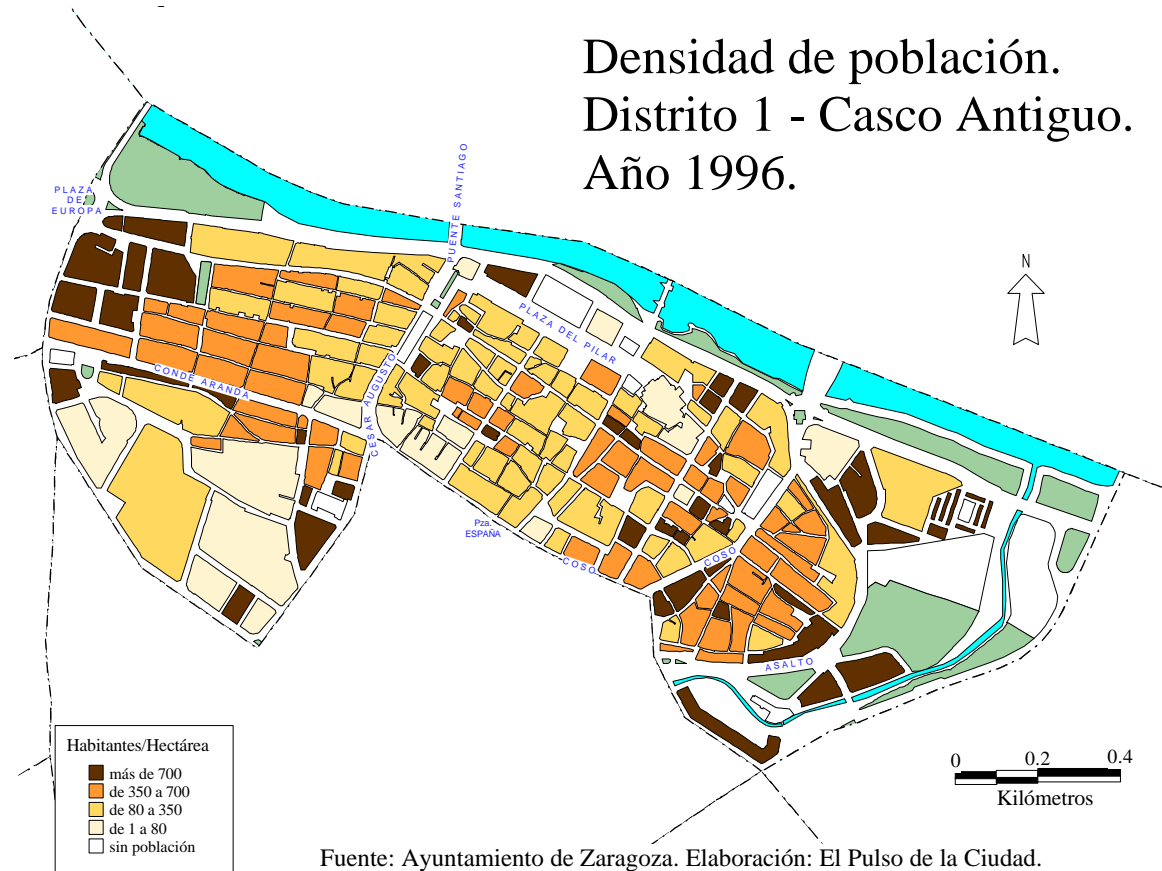 Densidad de población.
Distrito 1 - Casco Antiguo.
Año 1996.
PLAZA
DE
EUROPA
PUENTE SANTIAGO
N
PLAZA DEL PILAR
CONDE ARANDA
CESAR AUGUSTO
Pza.
ESPAÑA
COSO
COSO
ASALTO
Habitantes/Hectárea
más de 700
de 350 a 700
de 80 a 350
de 1 a 80
sin población
0 0.2 0.4
Kilómetros
Fuente: Ayuntamiento de Zaragoza. Elaboración: El Pulso de la Ciudad.